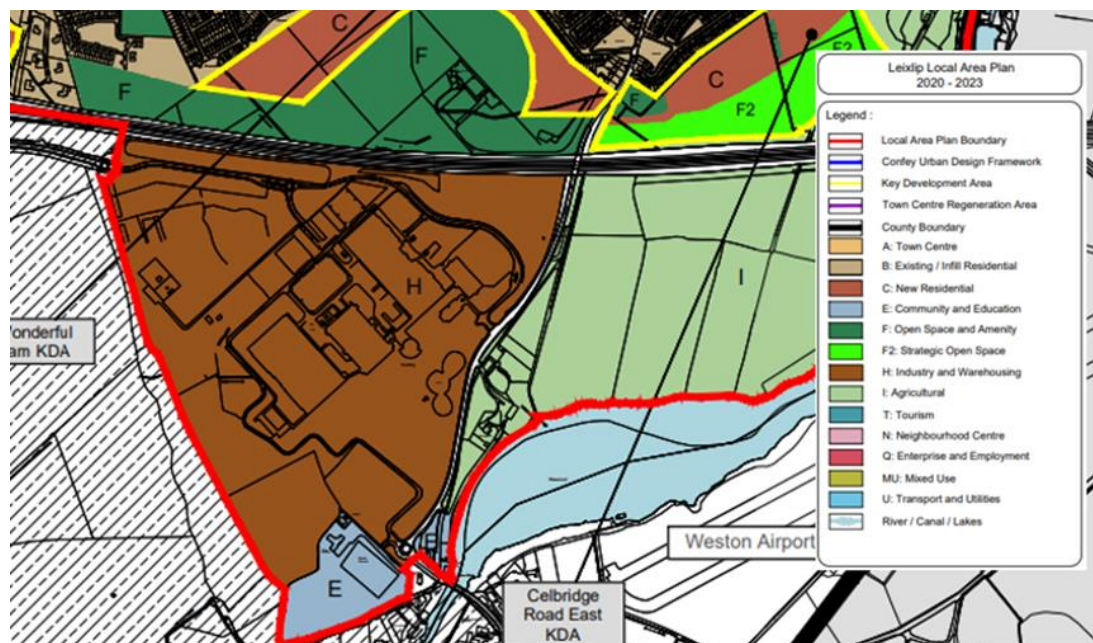 C
F
F
C
F2
F
F2
H
I
onderful
am KDA
E
E
Weston Airport
Celbridge
Road East
KDA
Leixlip Local Area Plan
2020 - 2023
Legend :
Local Area Plan Boundary
Confey Urban Design Framework
Key Development Area
Town Centre Regeneration Area
County Boundary
A: Town Centre
B: Existing / Infill Residential
C: New Residential
E: Community and Education
F: Open Space and Amenity
F2: Strategic Open Space
H: Industry and Warehousing
I: Agricultural
T: Tourism
N: Neighbourhood Centre
Q: Enterprise and Employment
MU: Mixed Use
U: Transport and Utilities
River / Canal / Lakes